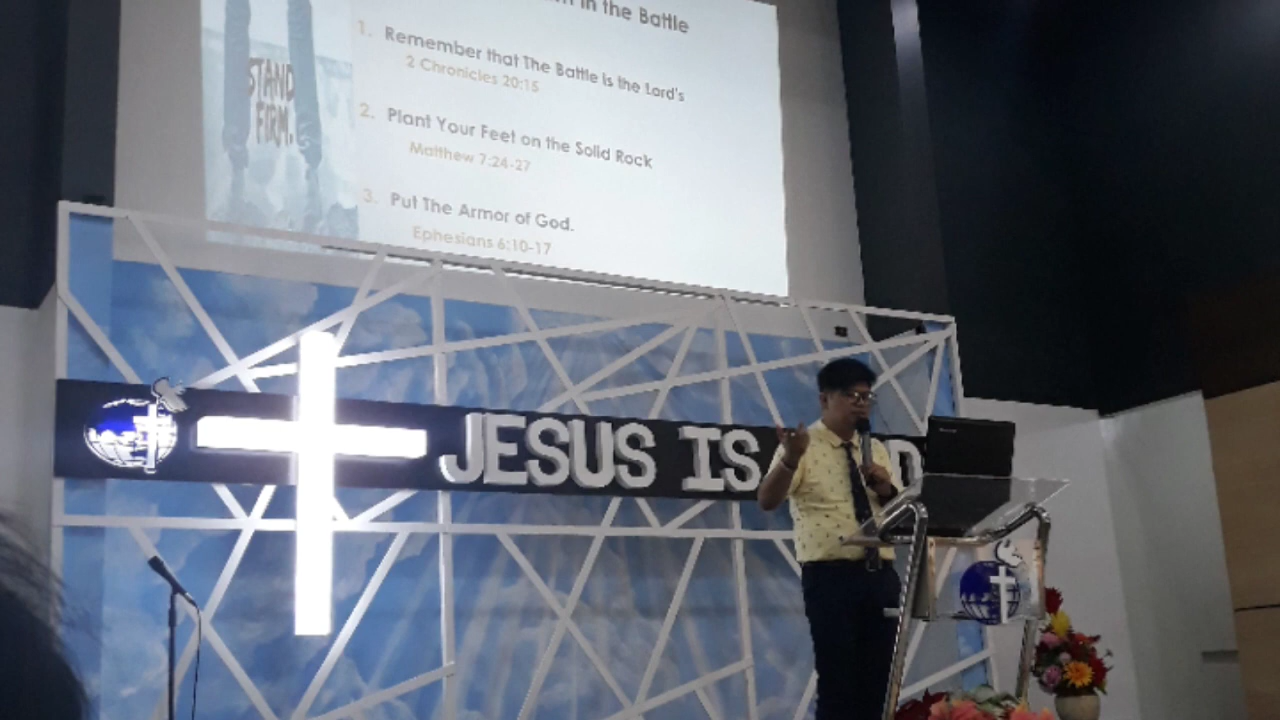 in the Battle
1. Remember that The Battle is the Lord's
2 Chronicles 20:15
2. Plant Your Feet on the Solid Rock
Matthew 7:24-27
3. Put The Armor of God.
Ephesians 6:10-17
STAND
FIRM.
JESUS IS